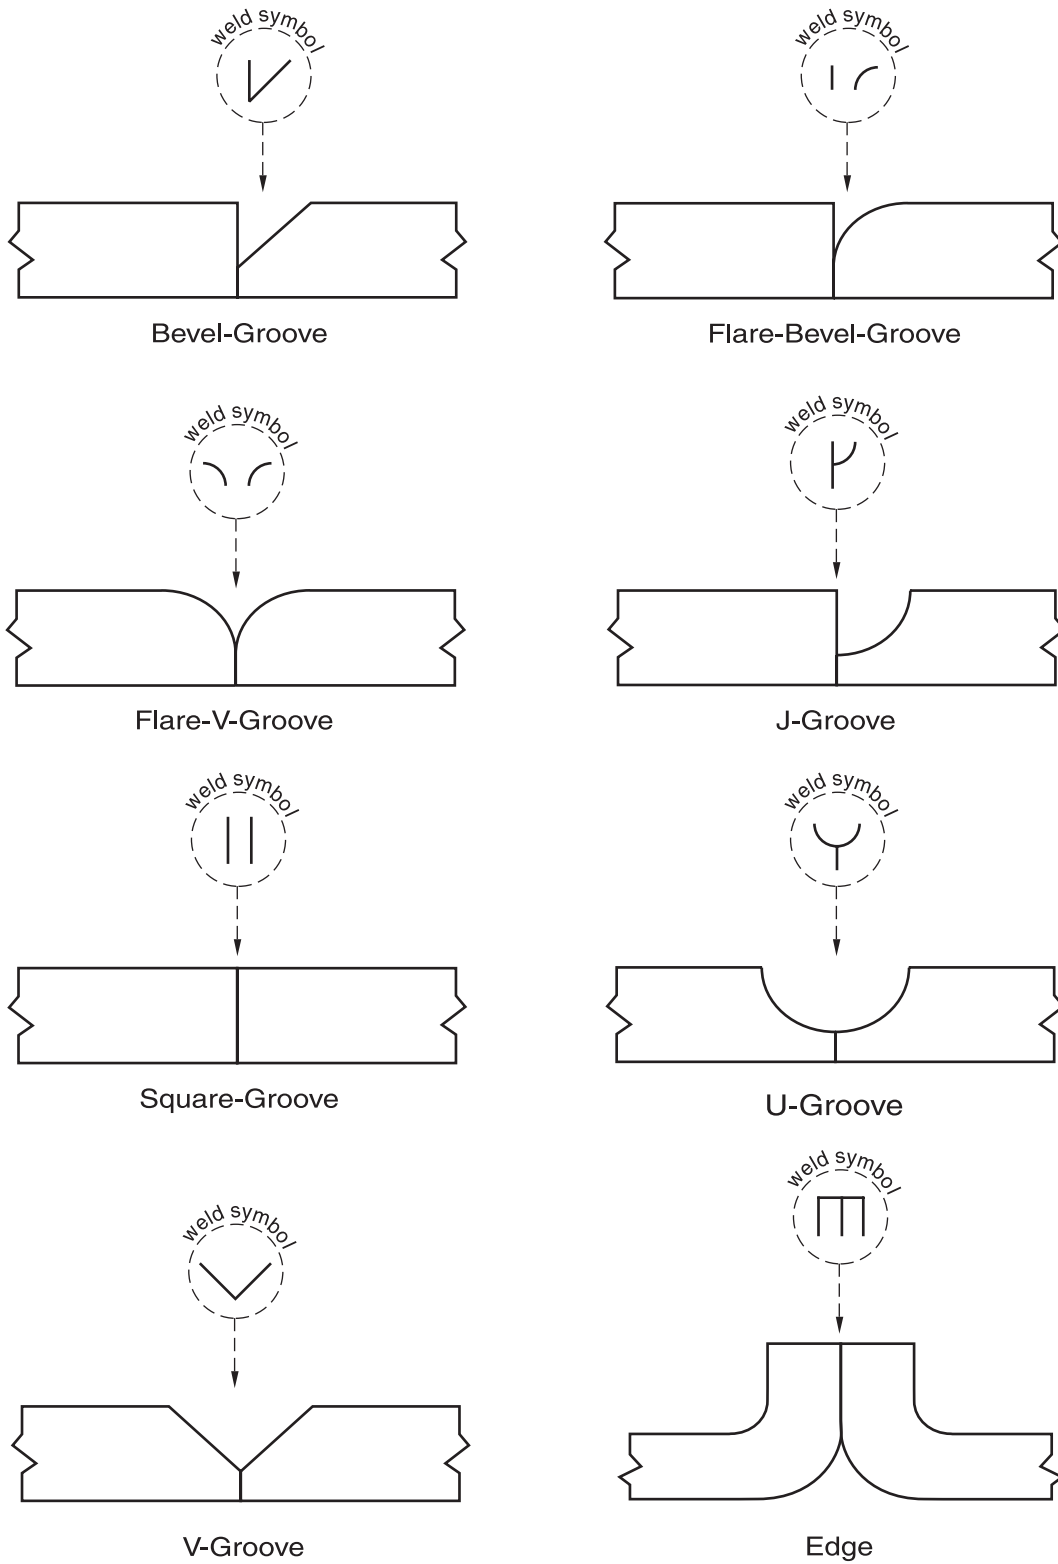 weld symbol
weld symbol
Bevel-Groove
Flare-Bevel-Groove
weld symbol
weld symbol
Flare-V-Groove
J-Groove
weld symbol
weld symbol
Square-Groove
U-Groove
weld symbol
weld symbol
V-Groove
Edge